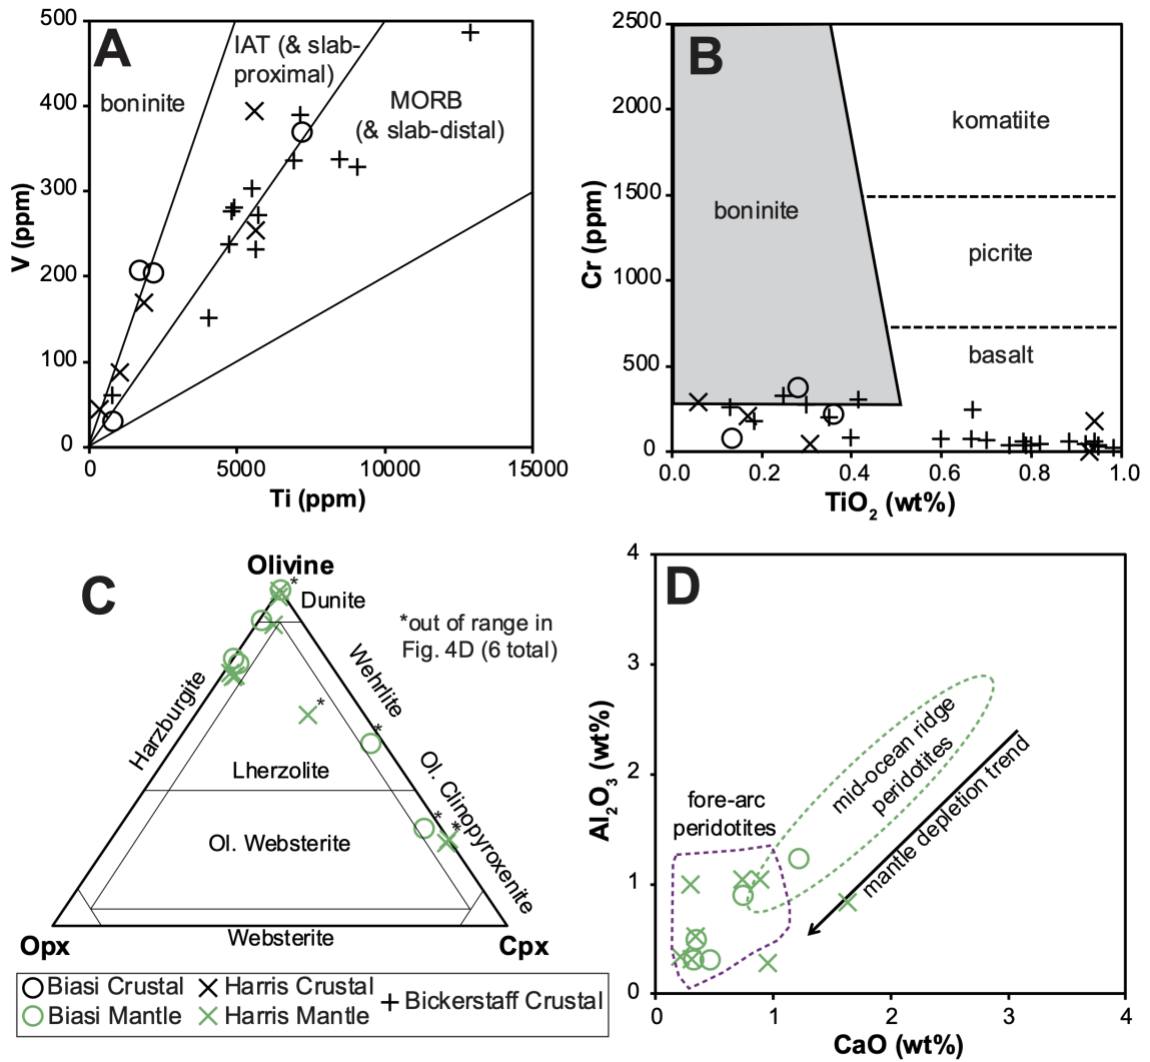 A
500
400
300
200
100
0
V (ppm)
boninite
IAT (& slab-
proximal)
MORB
(& slab-distal)
0
5000
10000
15000
Ti (ppm)
B
2500
2000
1500
1000
500
0
Cr (ppm)
boninite
komatiite
picrite
basalt
0.0
0.2
0.4
0.6
0.8
1.0
TiO₂ (wt%)
C
Olivine
*
Dunite
*out of range in
Fig. 4D (6 total)
Harzburgite
Wehrlite
*
*
Lherzolite
Ol. Clinopyroxenite
*
*
*
Ol. Websterite
Opx
Websterite
Cpx
D
4
3
2
1
0
Al₂O₃ (wt%)
fore-arc
peridotites
mid-ocean ridge
peridotites
mantle depletion trend
0
1
2
3
4
CaO (wt%)
Biasi Crustal
Harris Crustal
Bickerstaff Crustal
Biasi Mantle
Harris Mantle